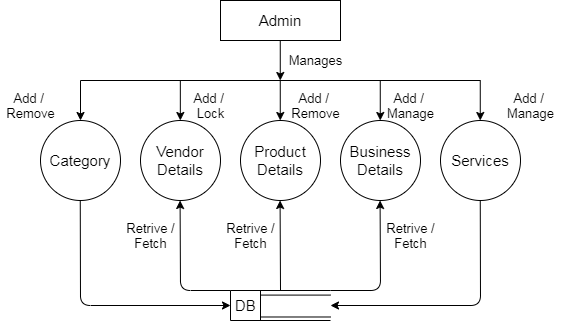 Admin
Manages
Add /
Remove
Add /
Lock
Add /
Remove
Add /
Manage
Add /
Manage
Category
Vendor
Details
Product
Details
Business
Details
Services
Retrive /
Fetch
Retrive /
Fetch
Retrive /
Fetch
DB